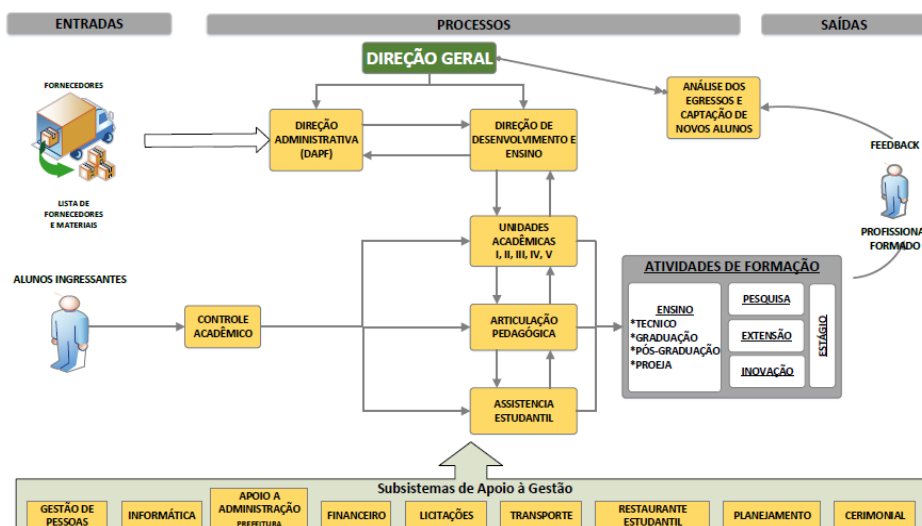 ENTRADAS
PROCESSOS
SAÍDAS
DIREÇÃO GERAL
FORNECEDORES
LISTA DE
FORNECEDORES
E MATERIAIS
DIREÇÃO
ADMINISTRATIVA
(DAPF)
DIREÇÃO DE
DESENVOLVIMENTO E
ENSINO
ANÁLISE DOS
EGRESSOS E
CAPTAÇÃO DE
NOVOS ALUNOS
FEEDBACK
PROFISSIONA
FORMADO
ALUNOS INGRESSANTES
CONTROLE
ACADÊMICO
UNIDADES
ACADÊMICAS
I, II, III, IV, V
ARTICULAÇÃO
PEDAGÓGICA
ASSISTENCIA
ESTUDANTIL
ATIVIDADES DE FORMAÇÃO
ENSINO
*TECNICO
*GRADUAÇÃO
*PÓS-GRADUAÇÃO
*PROEJA
PESQUISA
EXTENSÃO
INOVAÇÃO
ESTÁGIO
Subsistemas de Apoio à Gestão
GESTÃO DE
PESSOAS
INFORMÁTICA
APOIO A
ADMINISTRAÇÃO
PREFEITURA
FINANCEIRO
LICITAÇÕES
TRANSPORTE
RESTAURANTE
ESTUDANTIL
PLANEJAMENTO
CERIMONIAL